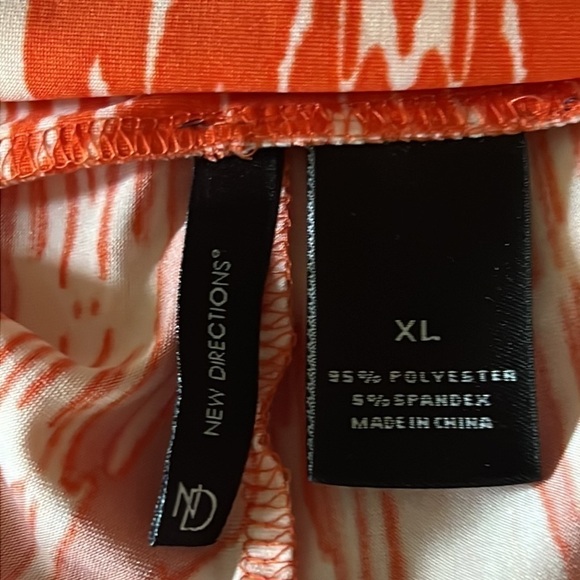 NEW DIRECTIONS®
ND
XL
95% POLYESTER
5% SPANDEX
MADE IN CHINA